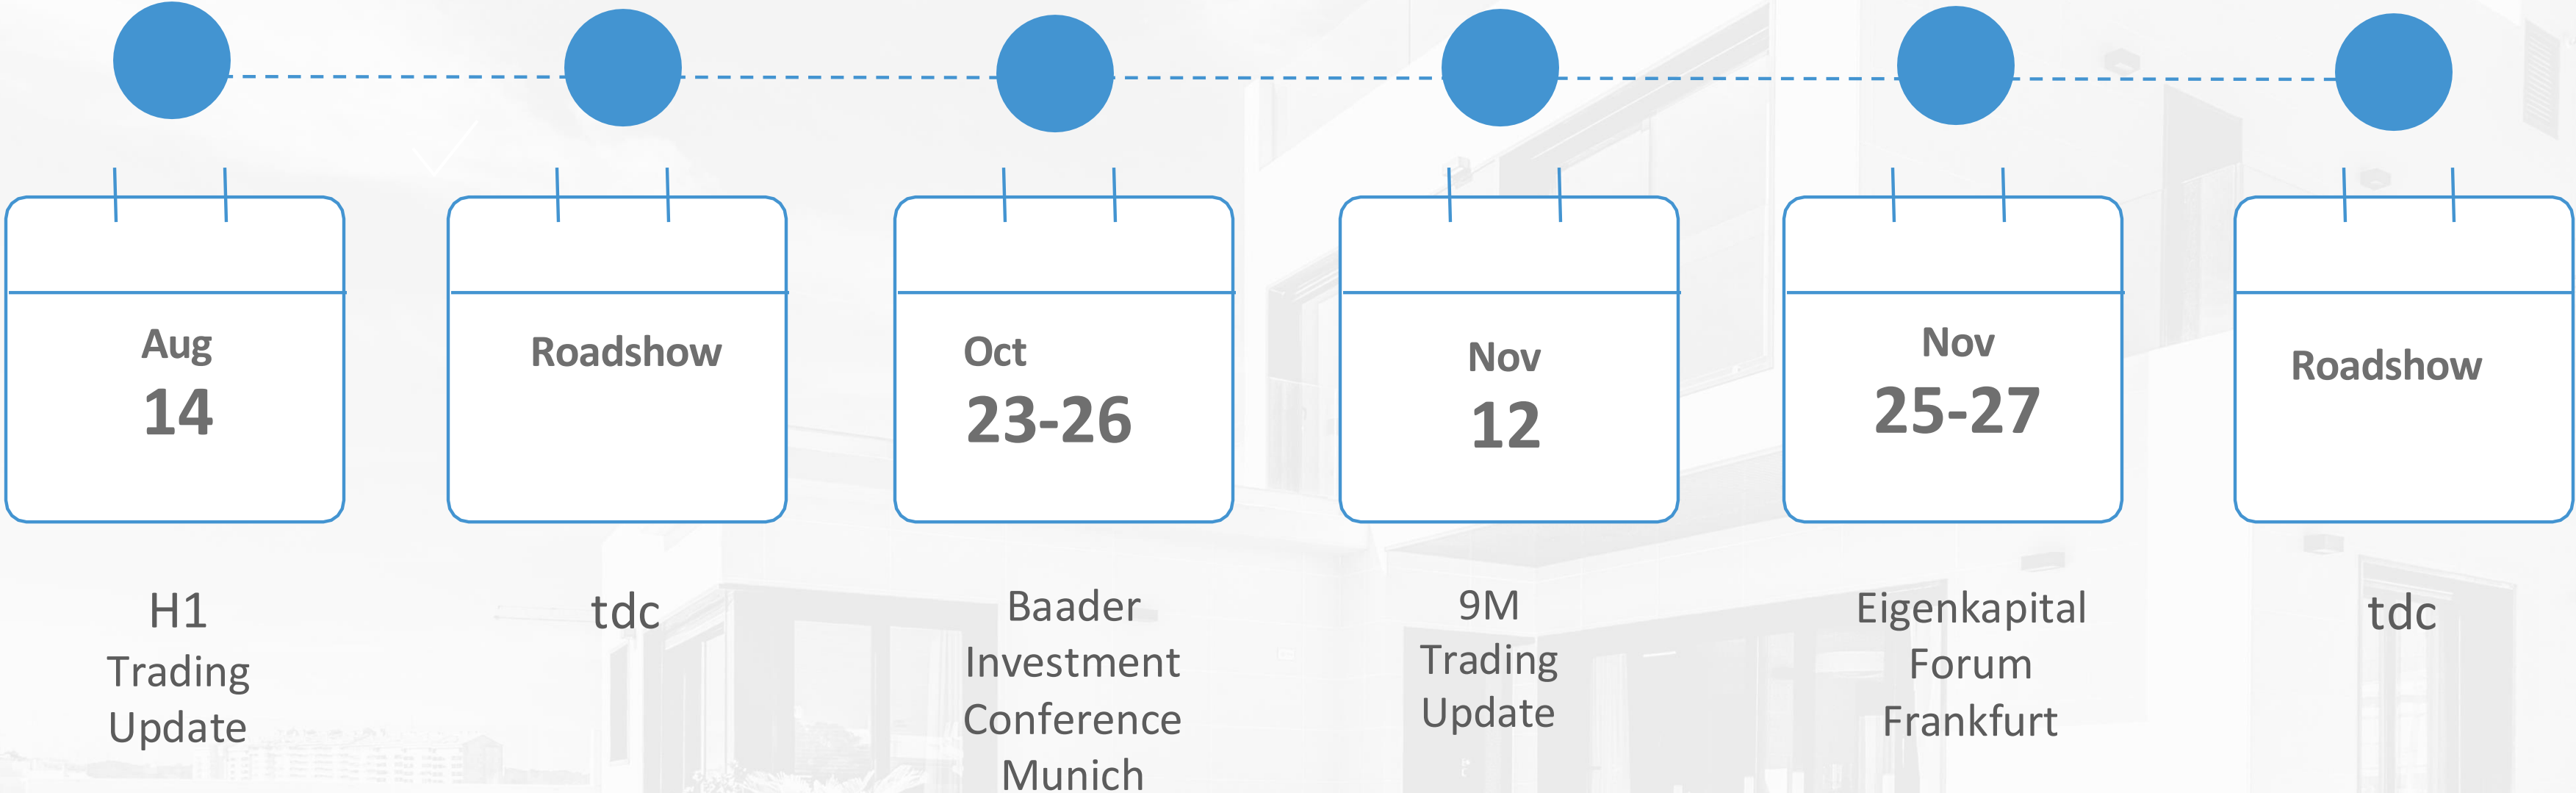 Aug
14
H1
Trading
Update
Roadshow
tdc
Oct
23-26
Baader
Investment
Conference
Munich
Nov
12
9M
Trading
Update
Nov
25-27
Eigenkapital
Forum
Frankfurt
Roadshow
tdc